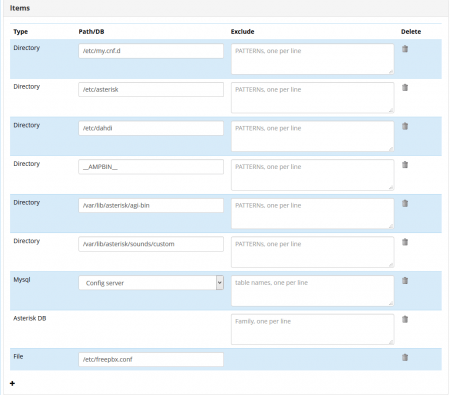 Items
Type Path/DB Exclude Delete
Directory /etc/my.cnf.d PATTERNs, one per line
Directory /etc/asterisk PATTERNs, one per line
Directory /etc/dahdi PATTERNs, one per line
Directory __AMPBIN__ PATTERNs, one per line
Directory /var/lib/asterisk/agi-bin PATTERNs, one per line
Directory /var/lib/asterisk/sounds/custom PATTERNs, one per line
Mysql Config server table names, one per line
Asterisk DB Family, one per line
File /etc/freepbx.conf